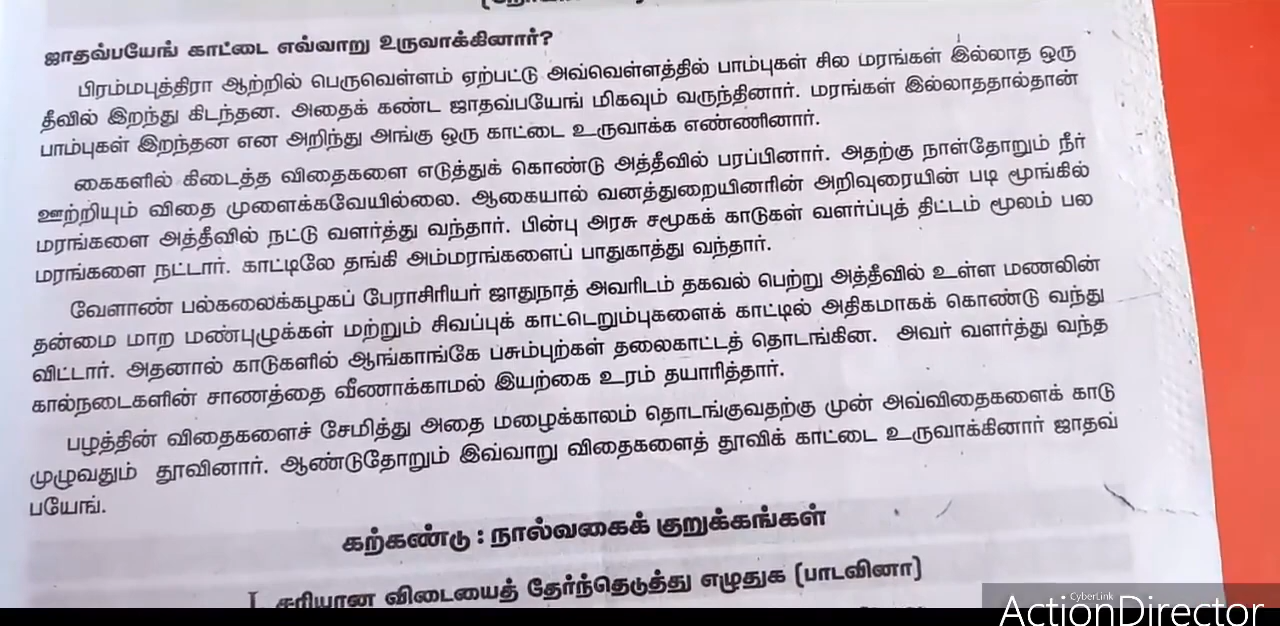 ஜாதவ்பயேங் காட்டை எவ்வாறு உருவாக்கினார்?
பிரம்மபுத்திரா ஆற்றில் பெருவெள்ளம் ஏற்பட்டு அவ்வெள்ளத்தில் பாம்புகள் சில மரங்கள் இல்லாத ஒரு
தீவில் இறந்து கிடந்தன. அதைக் கண்ட ஜாதவ்பயேங் மிகவும் வருந்தினார். மரங்கள் இல்லாததால்தான்
பாம்புகள் இறந்தன என அறிந்து அங்கு ஒரு காட்டை உருவாக்க எண்ணினார்.
கைகளில் கிடைத்த விதைகளை எடுத்துக் கொண்டு அத்தீவில் பரப்பினார். அதற்கு நாள்தோறும் நீர்
ஊற்றியும் விதை முளைக்கவேயில்லை. ஆகையால் வனத்துறையினரின் அறிவுரையின் படி மூங்கில்
மரங்களை அத்தீவில் நட்டு வளர்த்து வந்தார். பின்பு அரசு சமூகக் காடுகள் வளர்ப்புத் திட்டம் மூலம் பல
மரங்களை நட்டார். காட்டிலே தங்கி அம்மரங்களைப் பாதுகாத்து வந்தார்.
வேளாண் பல்கலைக்கழகப் பேராசிரியர் ஜாதுநாத் அவரிடம் தகவல் பெற்று அத்தீவில் உள்ள மணலின்
தன்மை மாற மண்புழுக்கள் மற்றும் சிவப்புக் காட்டெறும்புகளைக் காட்டில் அதிகமாகக் கொண்டு வந்து
விட்டார். அதனால் காடுகளில் ஆங்காங்கே பசும்புற்கள் தலைகாட்டத் தொடங்கின. அவர் வளர்த்து வந்த
கால்நடைகளின் சாணத்தை வீணாக்காமல் இயற்கை உரம் தயாரித்தார்.
பழத்தின் விதைகளைச் சேமித்து அதை மழைக்காலம் தொடங்குவதற்கு முன் அவ்விதைகளைக் காடு
முழுவதும் தூவினார். ஆண்டுதோறும் இவ்வாறு விதைகளைத் தூவிக் காட்டை உருவாக்கினார் ஜாதவ்
பயேங்.
கற்கண்டு : நால்வகைக் குறுக்கங்கள்
I. சரியான விடையைத் தேர்ந்தெடுத்து எழுதுக (பாடவினா)
CyberLink
ActionDirector